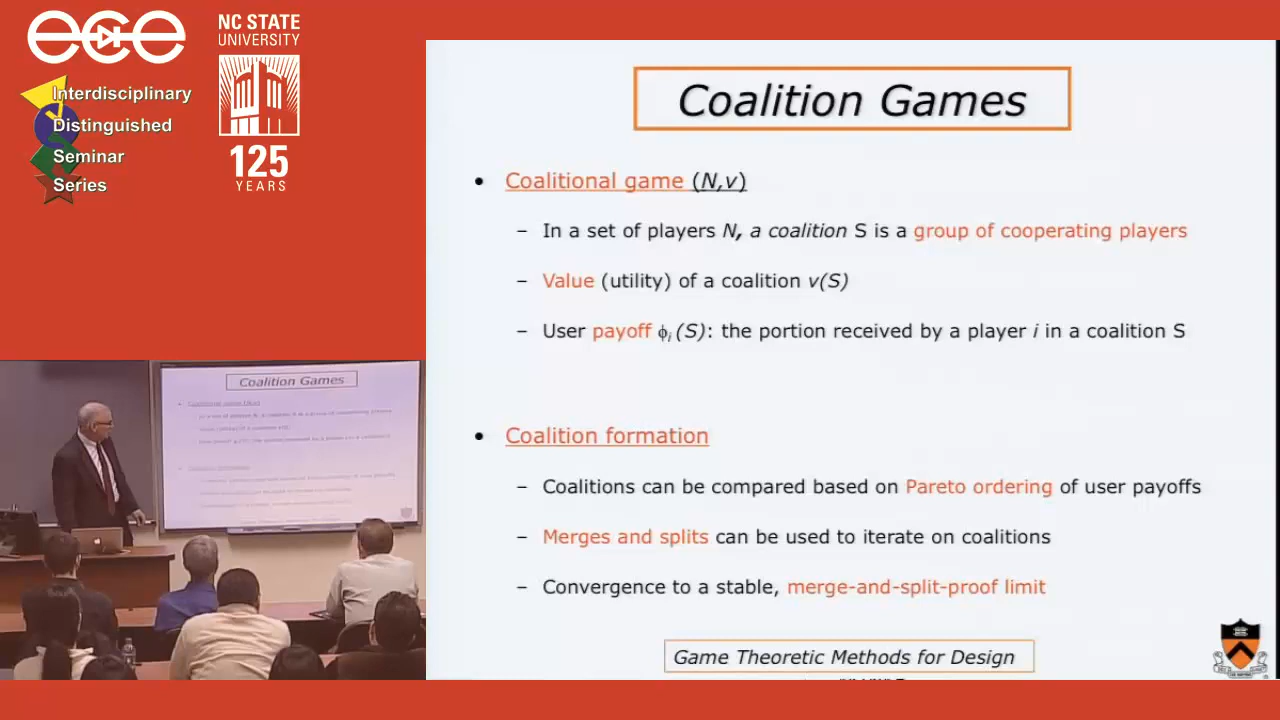 ece
NC STATE
UNIVERSITY
Interdisciplinary
Distinguished
Seminar
Series
125
YEARS
Coalition Games
• Coalitional game (N,v)
– In a set of players N, a coalition S is a group of cooperating players
– Value (utility) of a coalition v(S)
– User payoff ϕi(S): the portion received by a player i in a coalition S
• Coalition formation
– Coalitions can be compared based on Pareto ordering of user payoffs
– Merges and splits can be used to iterate on coalitions
– Convergence to a stable, merge-and-split-proof limit
Game Theoretic Methods for Design
Coalition Games